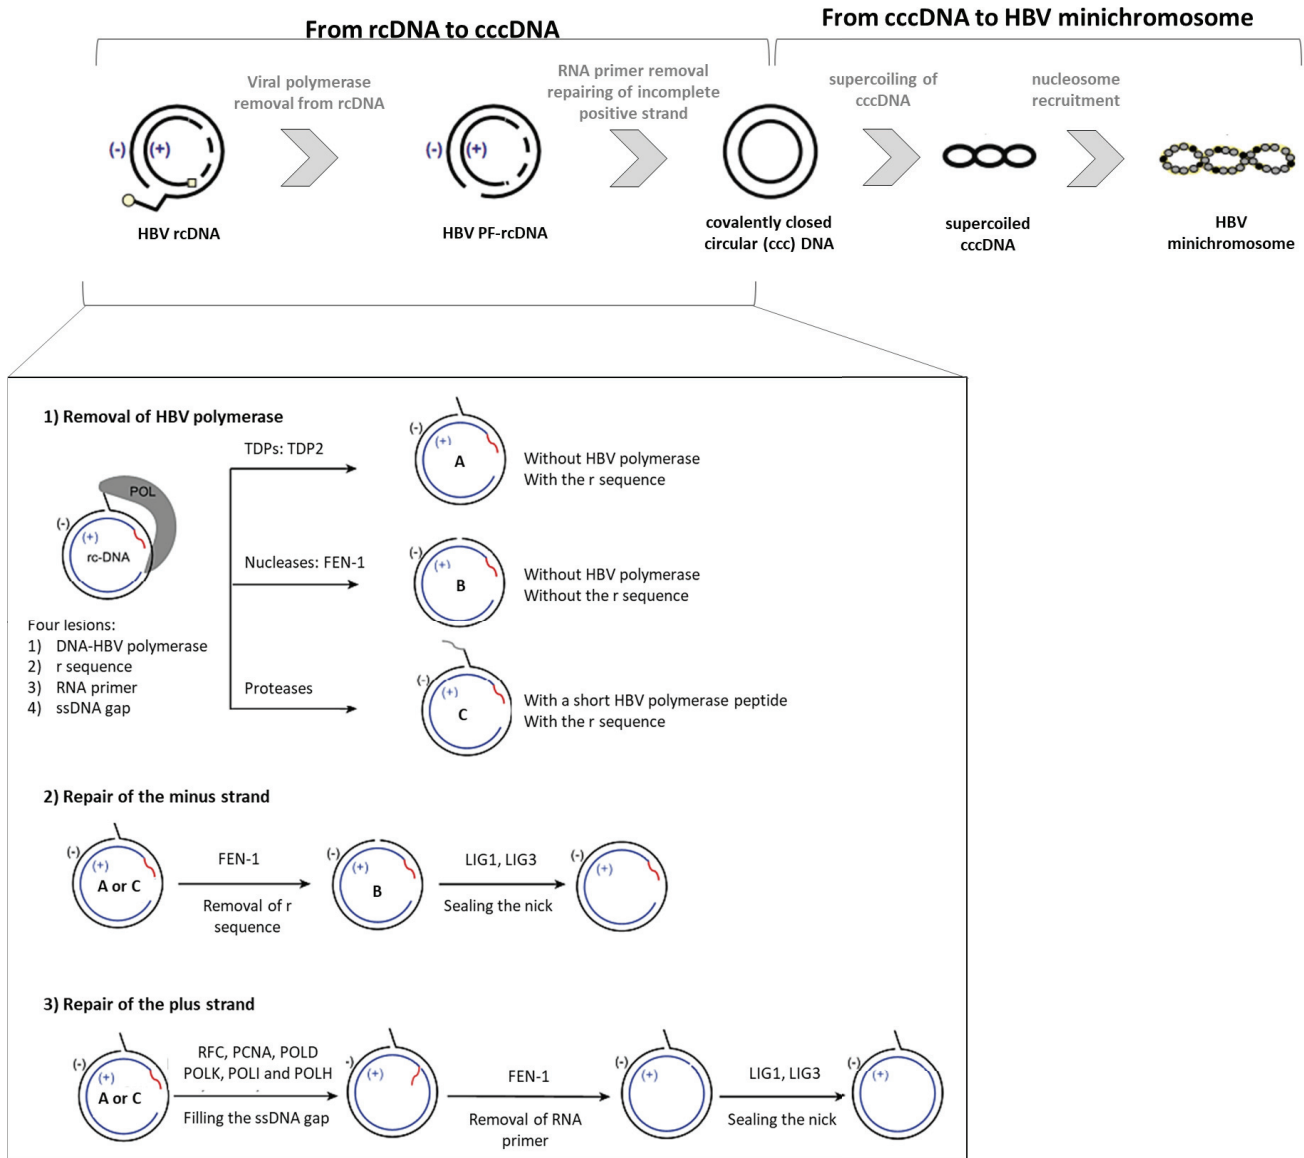 From rcDNA to cccDNA
From cccDNA to HBV minichromosome
Viral polymerase
removal from rcDNA
RNA primer removal
repairing of incomplete
positive strand
supercoiling of
cccDNA
nucleosome
recruitment
(-)
(+)
(-)
(+)
HBV rcDNA
HBV PF-rcDNA
covalently closed
circular (ccc) DNA
supercoiled
cccDNA
HBV
minichromosome
1) Removal of HBV polymerase
POL
(-)
(+)
rc-DNA
Four lesions:
1) DNA-HBV polymerase
2) r sequence
3) RNA primer
4) ssDNA gap
TDPs: TDP2
(-)
(+)
A
Without HBV polymerase
With the r sequence
Nucleases: FEN-1
(-)
(+)
B
Without HBV polymerase
Without the r sequence
Proteases
(-)
(+)
C
With a short HBV polymerase peptide
With the r sequence
2) Repair of the minus strand
(-)
(+)
A or C
FEN-1
Removal of r
sequence
(-)
(+)
B
LIG1, LIG3
Sealing the nick
(-)
(+)
3) Repair of the plus strand
(-)
(+)
A or C
RFC, PCNA, POLD
POLK, POLI and POLH
Filling the ssDNA gap
-)
(+)
FEN-1
Removal of RNA
primer
(-)
(+)
LIG1, LIG3
Sealing the nick
(-)
(+)